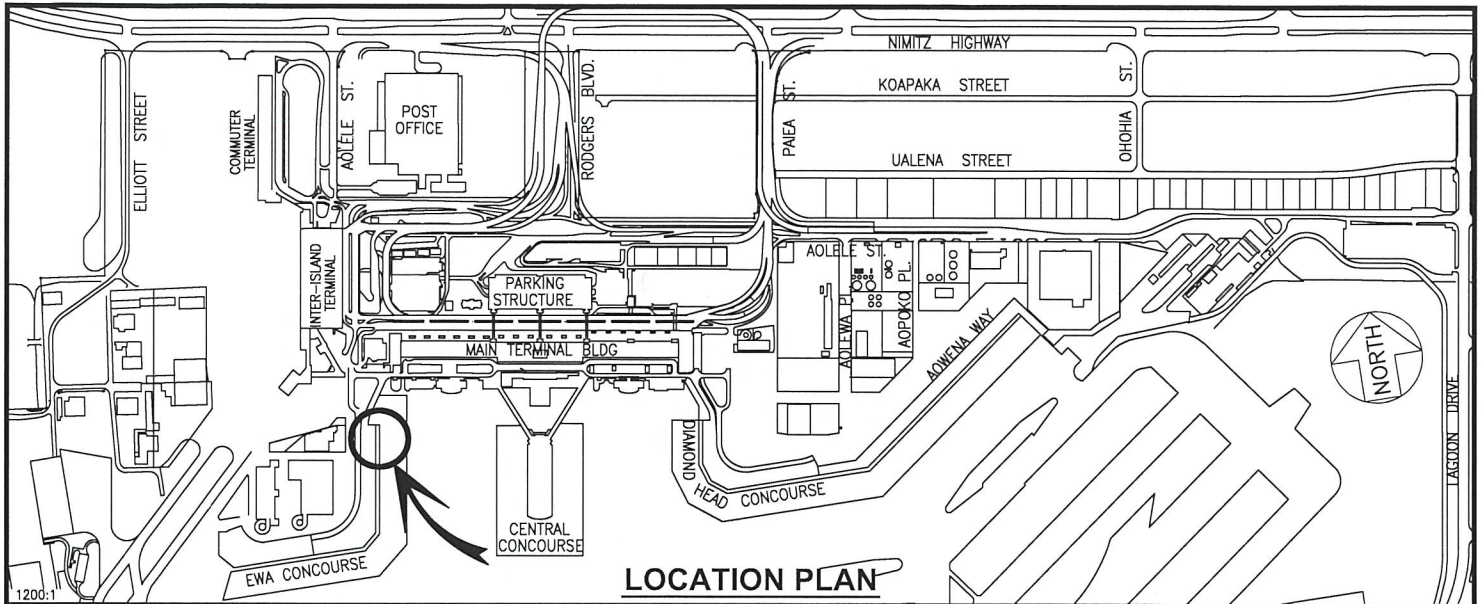 NIMITZ HIGHWAY
KOAPAKA STREET
UALENA STREET
ELLIOTT STREET
COMMUTER
TERMINAL
AOLELE ST.
POST
OFFICE
RODGERS BLVD.
PAIEA ST.
OHOHIA ST.
INTER-ISLAND
TERMINAL
PARKING
STRUCTURE
MAIN TERMINAL BLDG
AOLELE ST.
AOLEWA PL.
AOPOKO PL.
AOWENA WAY
NORTH
LAGOON DRIVE
DIAMOND
HEAD CONCOURSE
CENTRAL
CONCOURSE
EWA CONCOURSE
LOCATION PLAN
1200:1